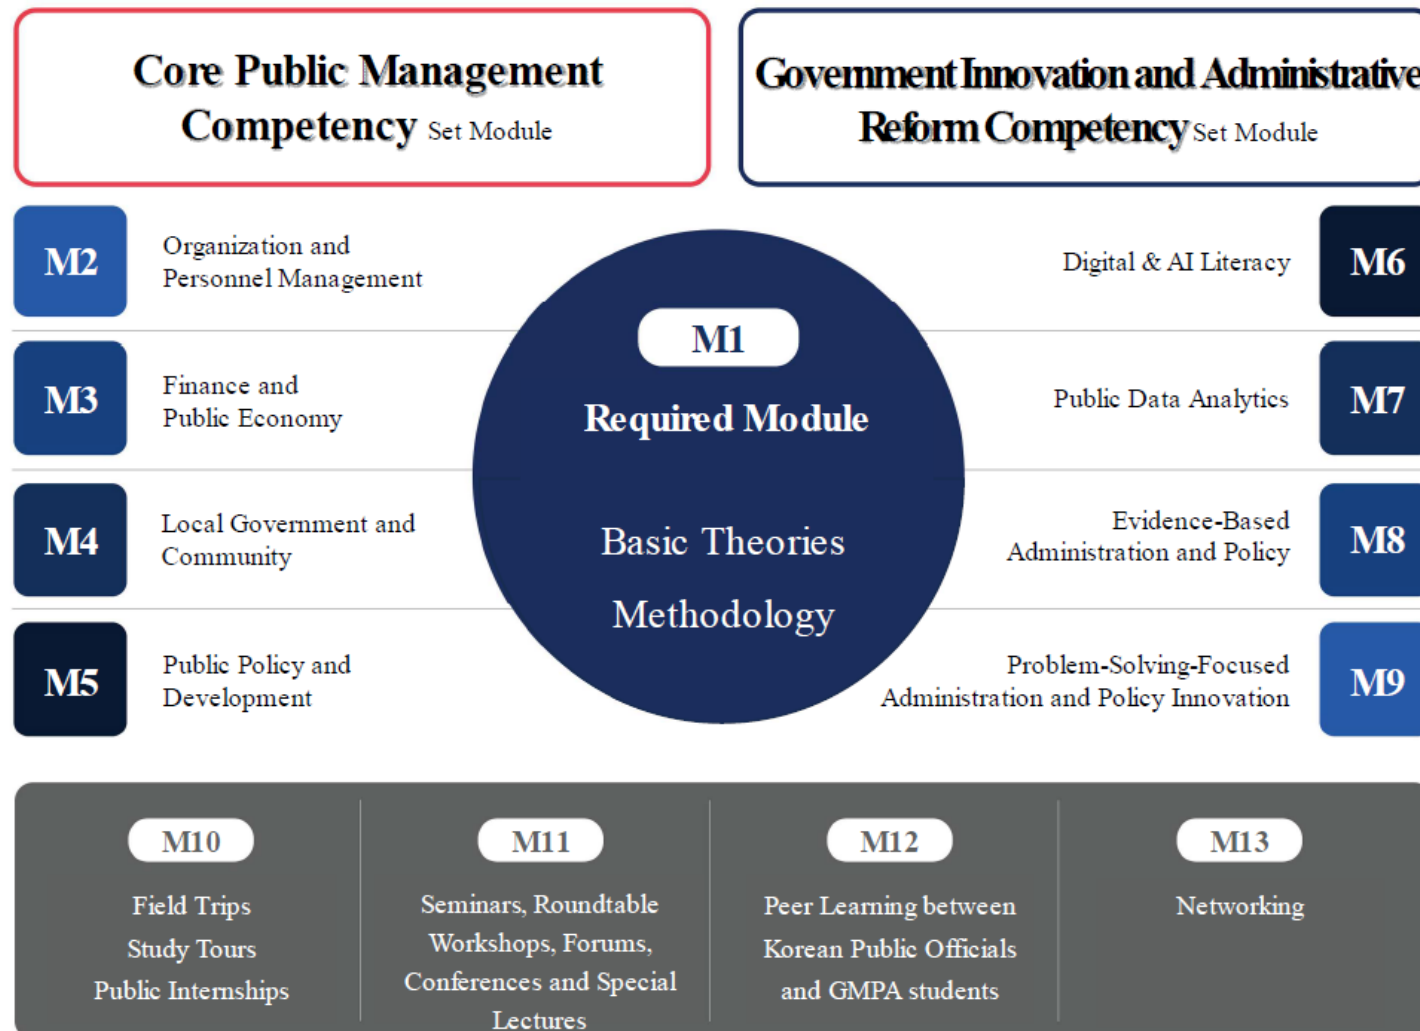 Core Public Management
Competency Set Module
Government Innovation and Administrative
Reform Competency Set Module
M2
Organization and
Personnel Management
M3
Finance and
Public Economy
M4
Local Government and
Community
M5
Public Policy and
Development
M1
Required Module
Basic Theories
Methodology
Digital & AI Literacy
M6
Public Data Analytics
M7
Evidence-Based
Administration and Policy
M8
Problem-Solving-Focused
Administration and Policy Innovation
M9
M10
Field Trips
Study Tours
Public Internships
M11
Seminars, Roundtable
Workshops, Forums,
Conferences and Special
Lectures
M12
Peer Learning between
Korean Public Officials
and GMPA students
M13
Networking